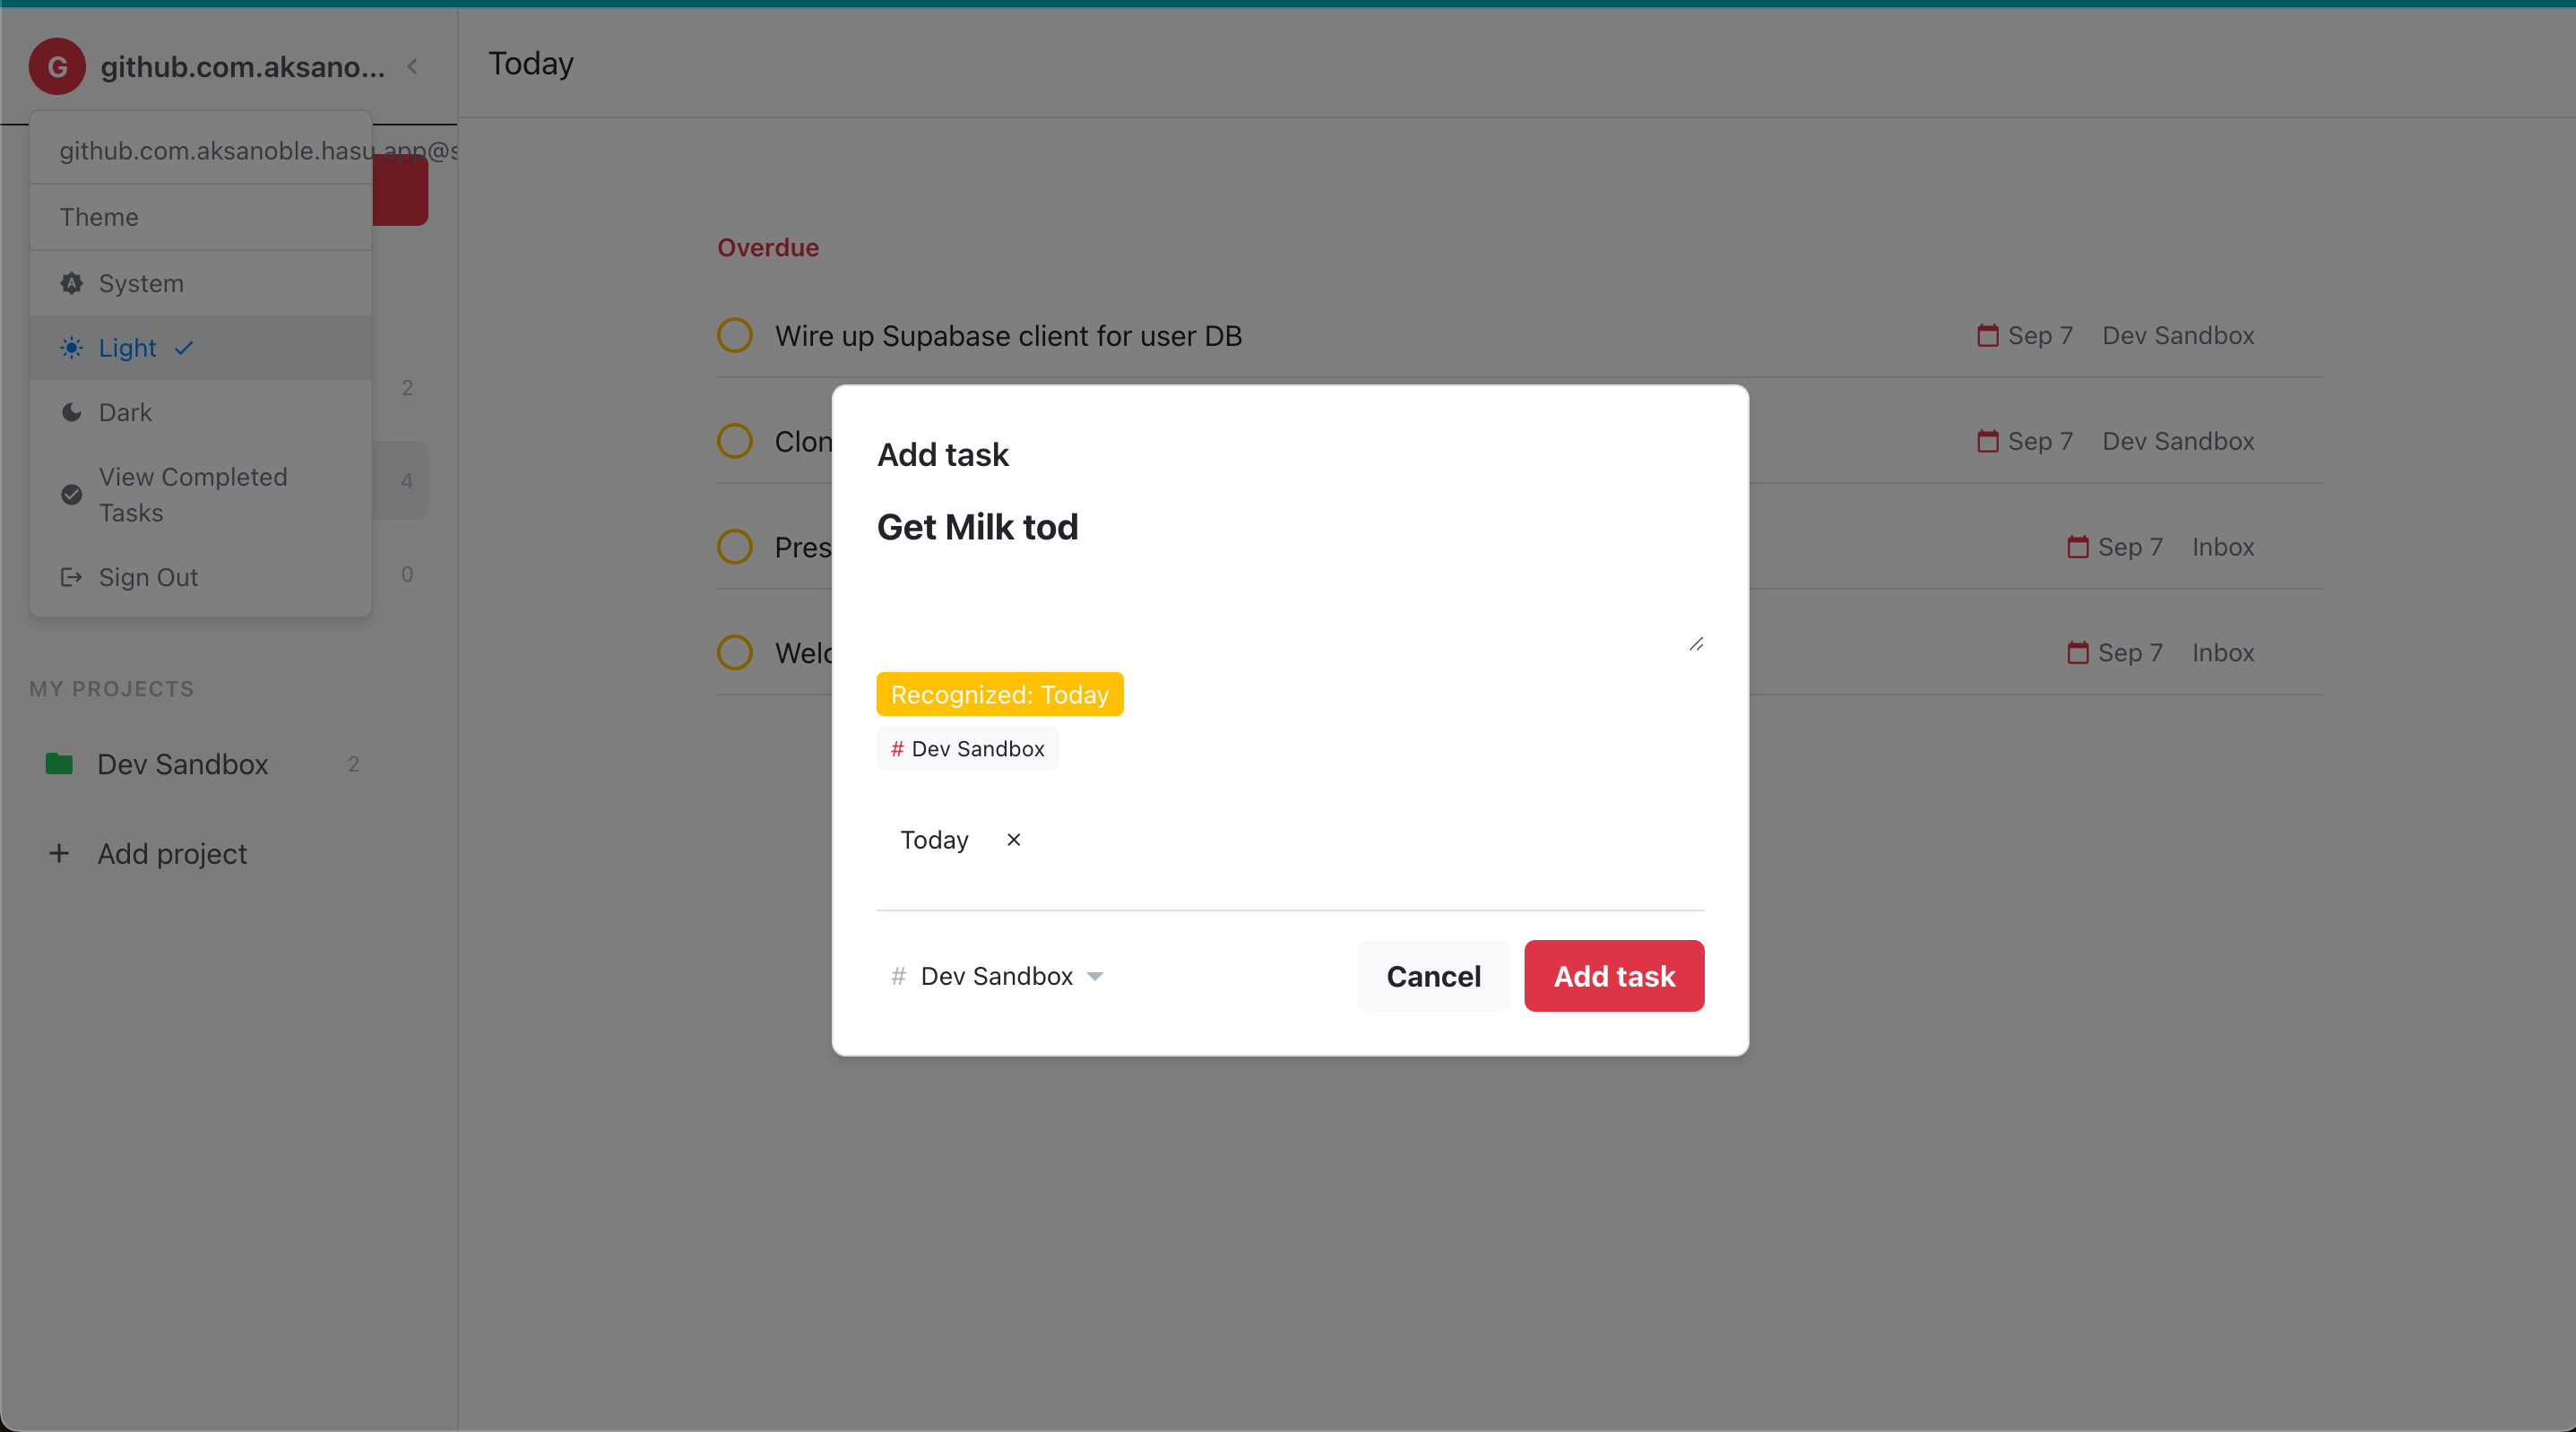 G github.com.aksano...
github.com.aksanoble.hasu.app@s
Theme
A System
Light
Dark
View Completed
Tasks
Sign Out
2
4
0
MY PROJECTS
Dev Sandbox 2
+ Add project
Today
Overdue
Wire up Supabase client for user DB Sep 7 Dev Sandbox
Clon Sep 7 Dev Sandbox
Pres Sep 7 Inbox
Welc Sep 7 Inbox
Add task
Get Milk tod
Recognized: Today
# Dev Sandbox
Today ×
# Dev Sandbox
Cancel
Add task